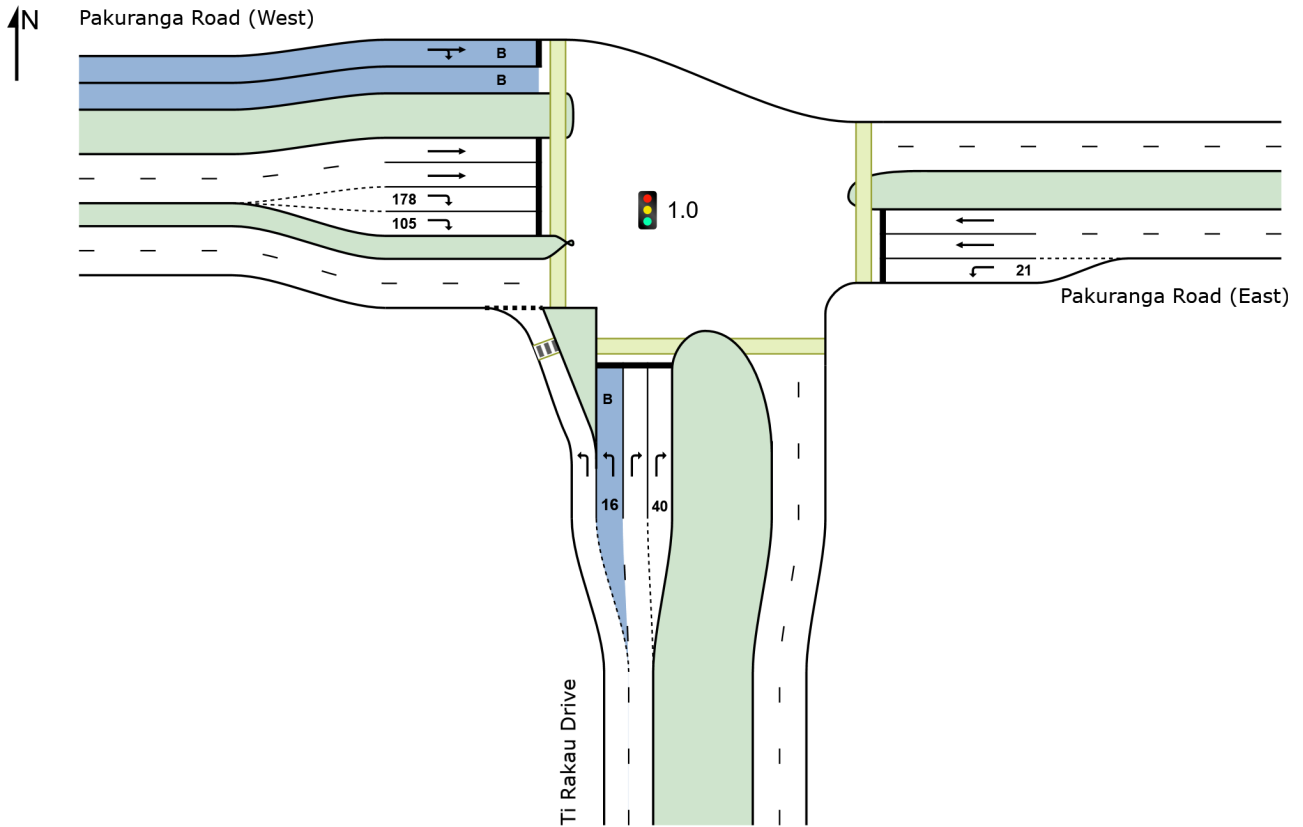 N
Pakuranga Road (West)
B
B
178
105
1.0
21
Pakuranga Road (East)
B
16
40
Ti Rakau Drive